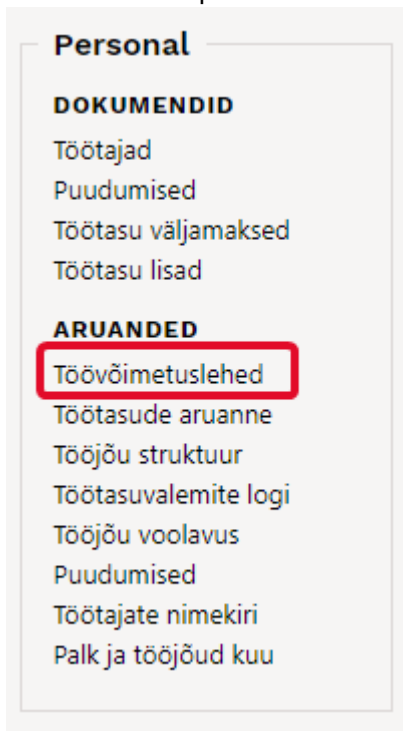 Personal
DOKUMENDID
Töötajad
Puudumised
Töötasu väljamaksed
Töötasu lisad
ARUANDED
Töövõimetuslehed
Töötasude aruanne
Tööjõu struktuur
Töötasuvalemite logi
Tööjõu voolavus
Puudumised
Töötajate nimekiri
Palk ja tööjõud kuu